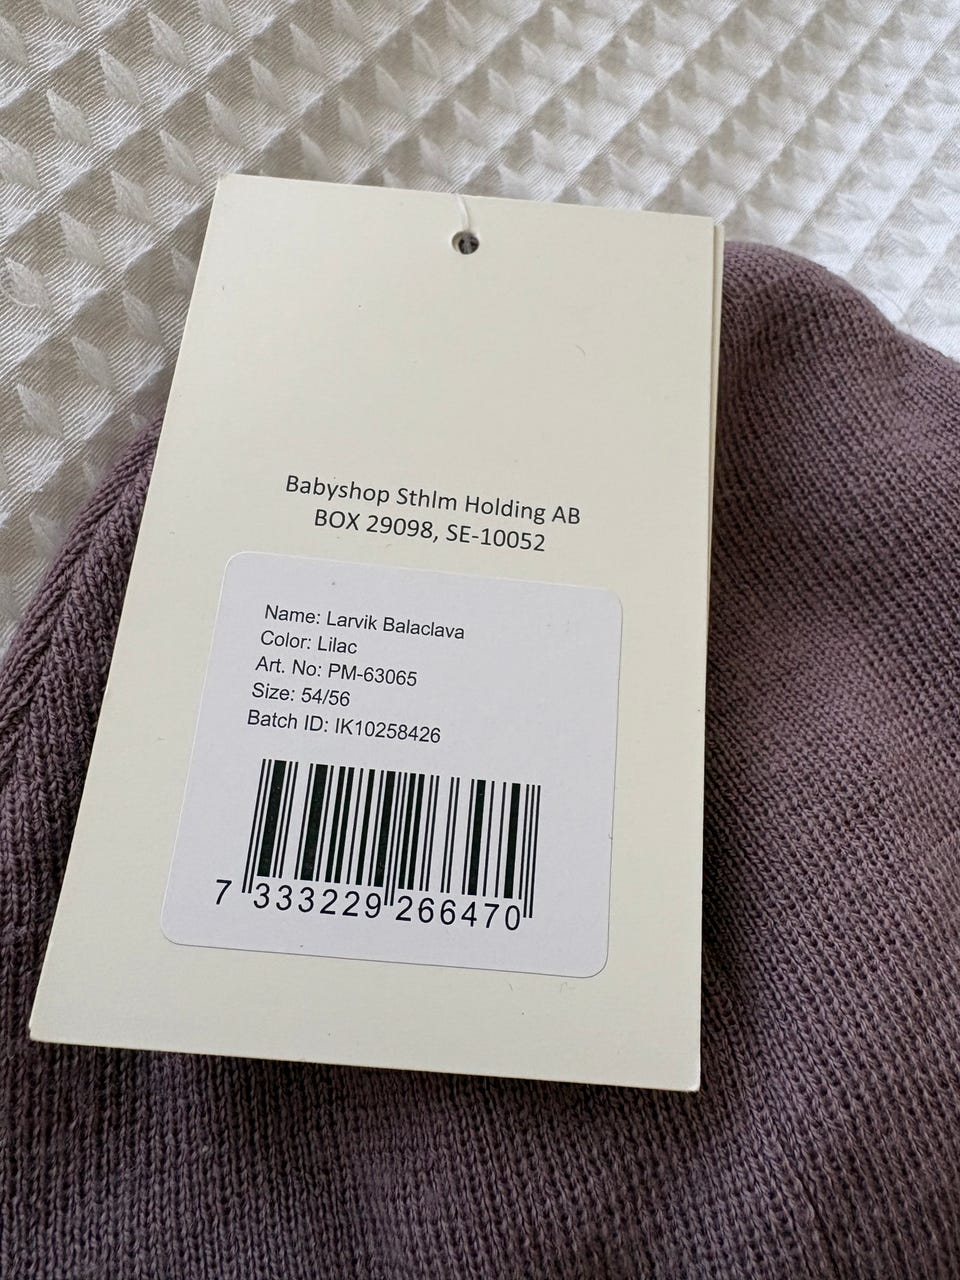 Babyshop Sthlm Holding AB
BOX 29098, SE-10052
Name: Larvik Balaclava
Color: Lilac
Art. No: PM-63065
Size: 54/56
Batch ID: IK10258426
7 333229 266470